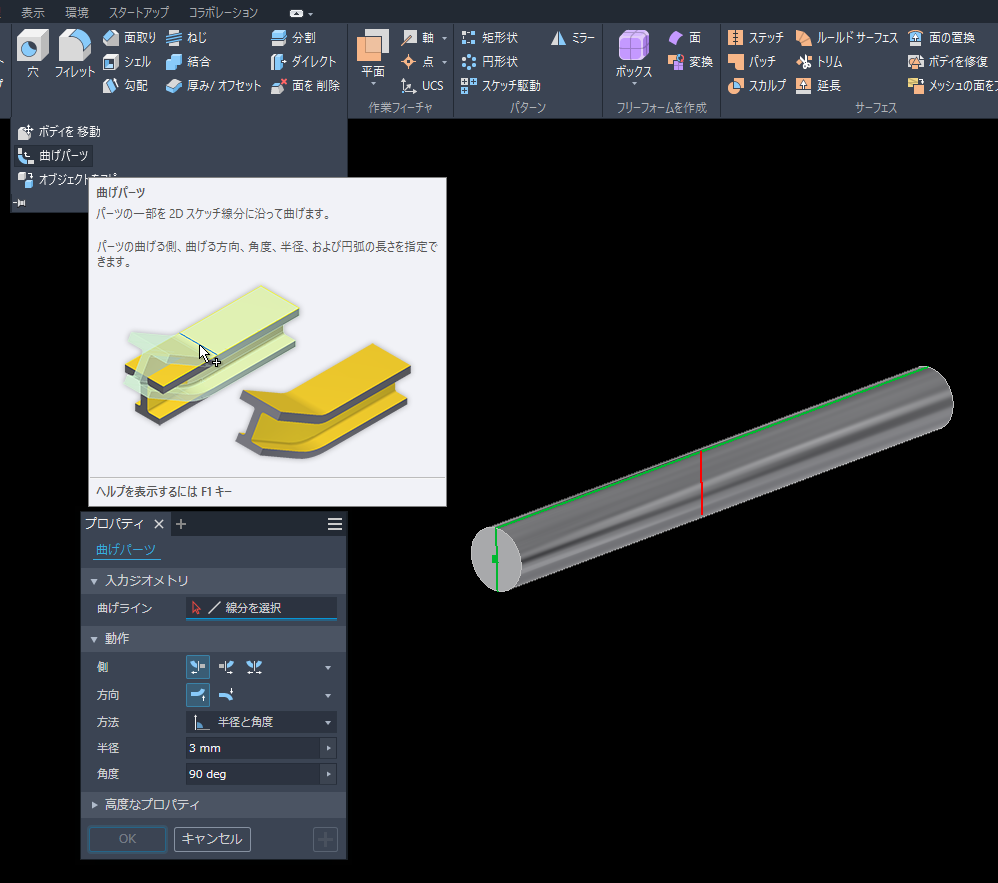 表示 環境 スタートアップ コラボレーション
面取り ねじ 分割 軸 矩形状 ミラー 面 ステッチ ルールド サーフェス 面の置換
シェル 結合 ダイレクト 点 円形状 変換 パッチ トリム ボディを修復
穴 フィレット 平面 ボックス
勾配 厚み/ オフセット 面を 削除 UCS スケッチ駆動 スカルプ 延長 メッシュの面をフ
作業フィーチャ パターン フリーフォームを作成 サーフェス
ボディを 移動
曲げパーツ
オブジェクトをコピー
曲げパーツ
パーツの一部を 2D スケッチ線分に沿って曲げます。
パーツの曲げる側、曲げる方向、角度、半径、および円弧の長さを指定で
きます。
ヘルプを表示するには F1 キー
プロパティ
曲げパーツ
入力ジオメトリ
曲げライン 線分を選択
動作
側
方向
方法 半径と角度
半径 3 mm
角度 90 deg
高度なプロパティ
OK キャンセル